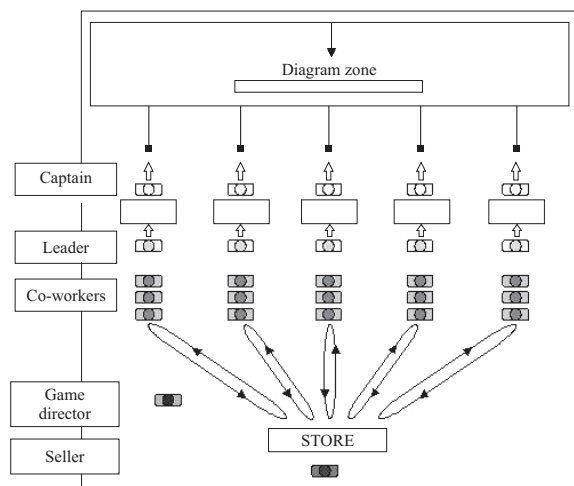 Diagram zone
Captain
Leader
Co-workers
Game
director
STORE
Seller